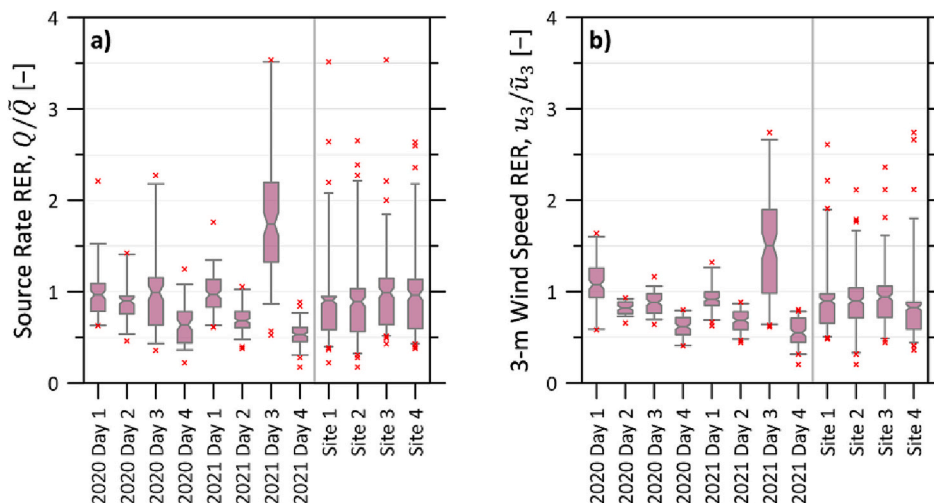 a)
Source Rate RER, Q/Q̃ [–]
4
3
2
1
0
2020 Day 1
2020 Day 2
2020 Day 3
2020 Day 4
2021 Day 1
2021 Day 2
2021 Day 3
2021 Day 4
Site 1
Site 2
Site 3
Site 4
b)
3-m Wind Speed RER, u₃/ũ₃ [–]
4
3
2
1
0
2020 Day 1
2020 Day 2
2020 Day 3
2020 Day 4
2021 Day 1
2021 Day 2
2021 Day 3
2021 Day 4
Site 1
Site 2
Site 3
Site 4